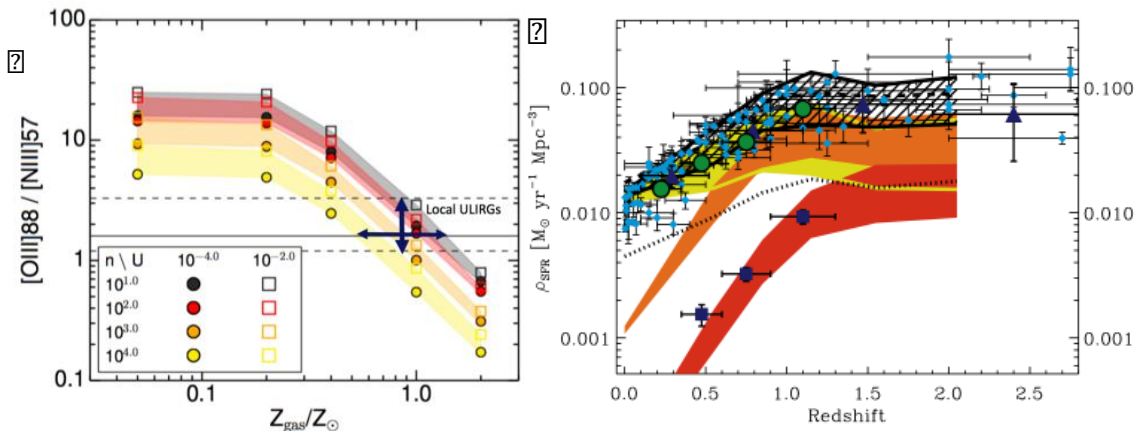 [OIII]88 / [NIII]57
100
10
1
0.1
0.1
1.0
Z_gas/Z_⊙
Local ULIRGs
n \ U 10^-4.0 10^-2.0
10^1.0
10^2.0
10^3.0
10^4.0
ρ_SFR [M_⊙ yr^-1 Mpc^-3]
0.100
0.010
0.001
0.100
0.010
0.001
0.0 0.5 1.0 1.5 2.0 2.5
Redshift